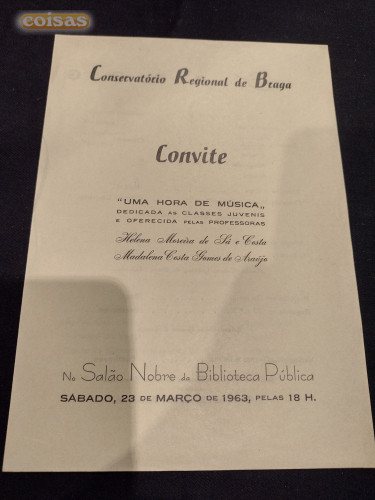 coisas
Conservatório Regional de Braga
Convite
"UMA HORA DE MÚSICA„
DEDICADA ÀS CLASSES JUVENIS
E OFERECIDA PELAS PROFESSORAS
Helena Moreira de Sá e Costa
Madalena Costa Gomes de Araújo
No Salão Nobre da Biblioteca Pública
SÁBADO, 23 DE MARÇO DE 1963, PELAS 18 H.